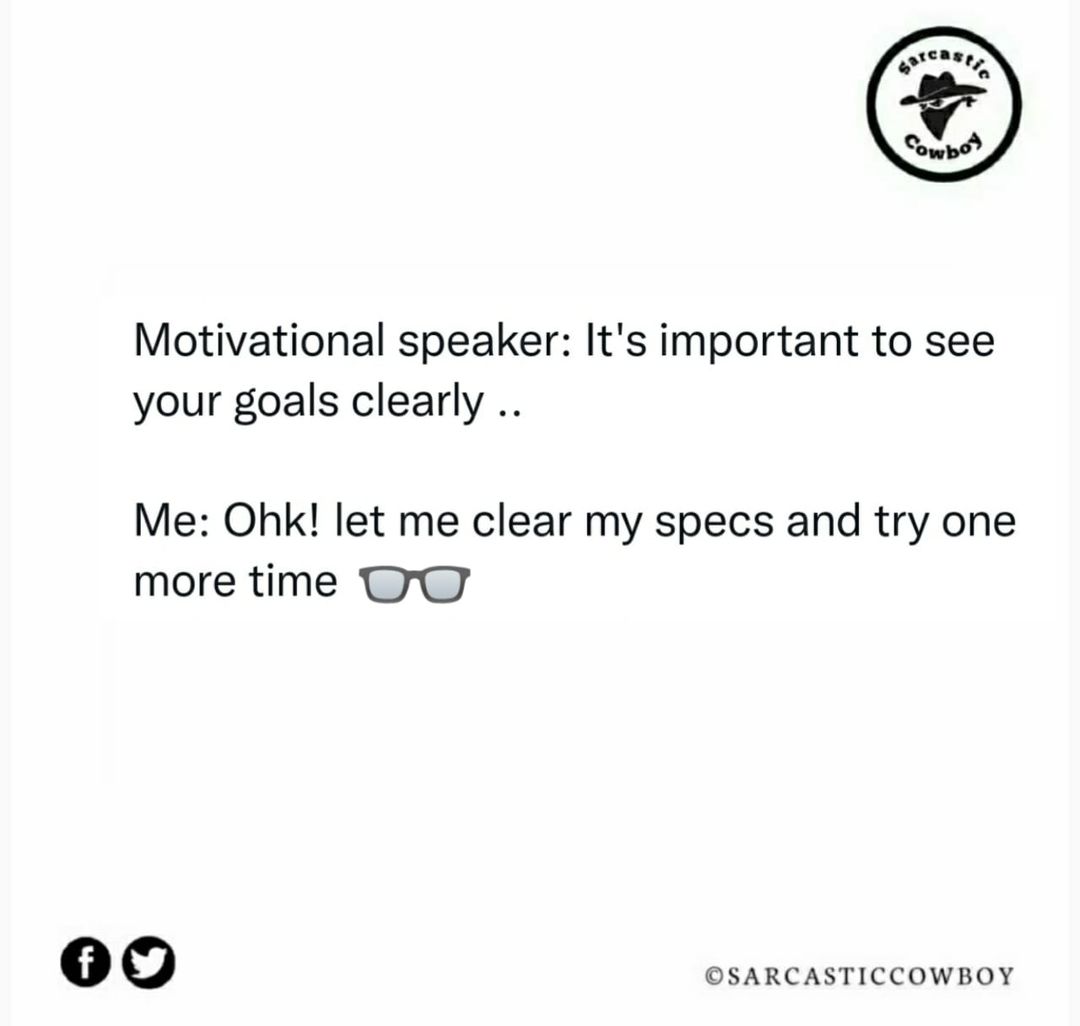 Sarcastic
Cowboy
Motivational speaker: It's important to see
your goals clearly ..
Me: Ohk! let me clear my specs and try one
more time 👓
f
©SARCASTICCOWBOY